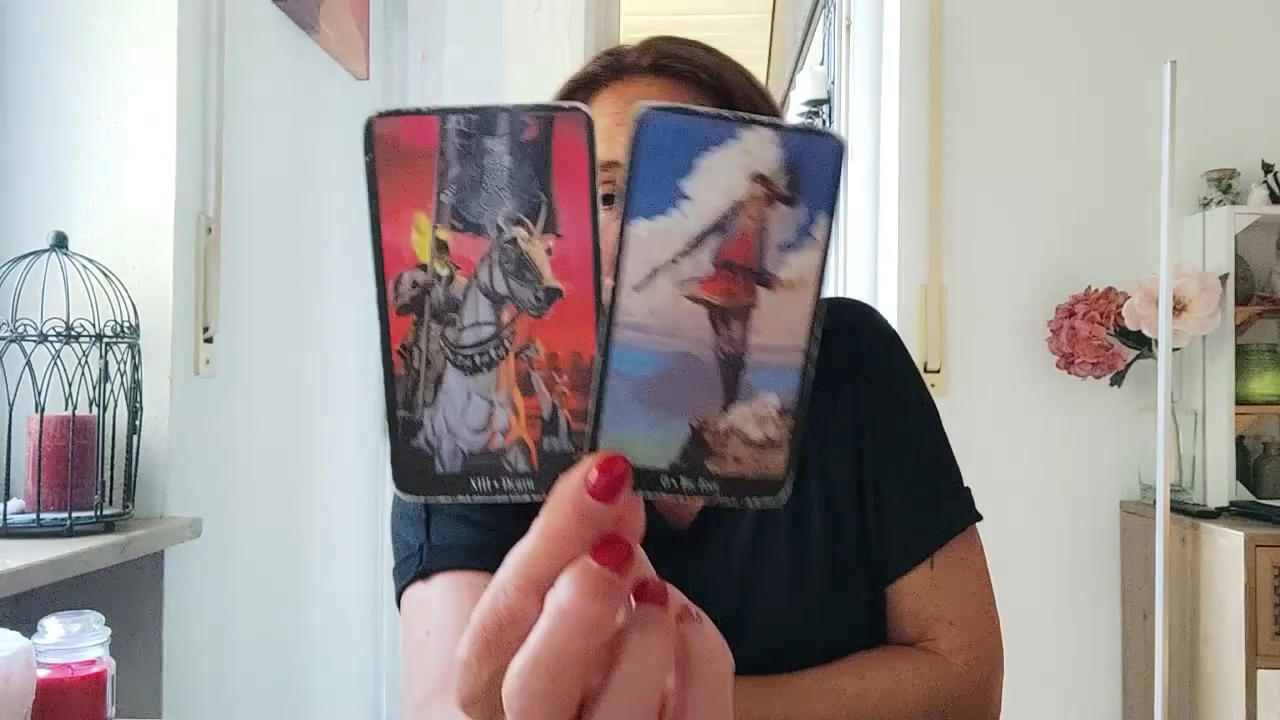 XIII • Death
0 • The Fool